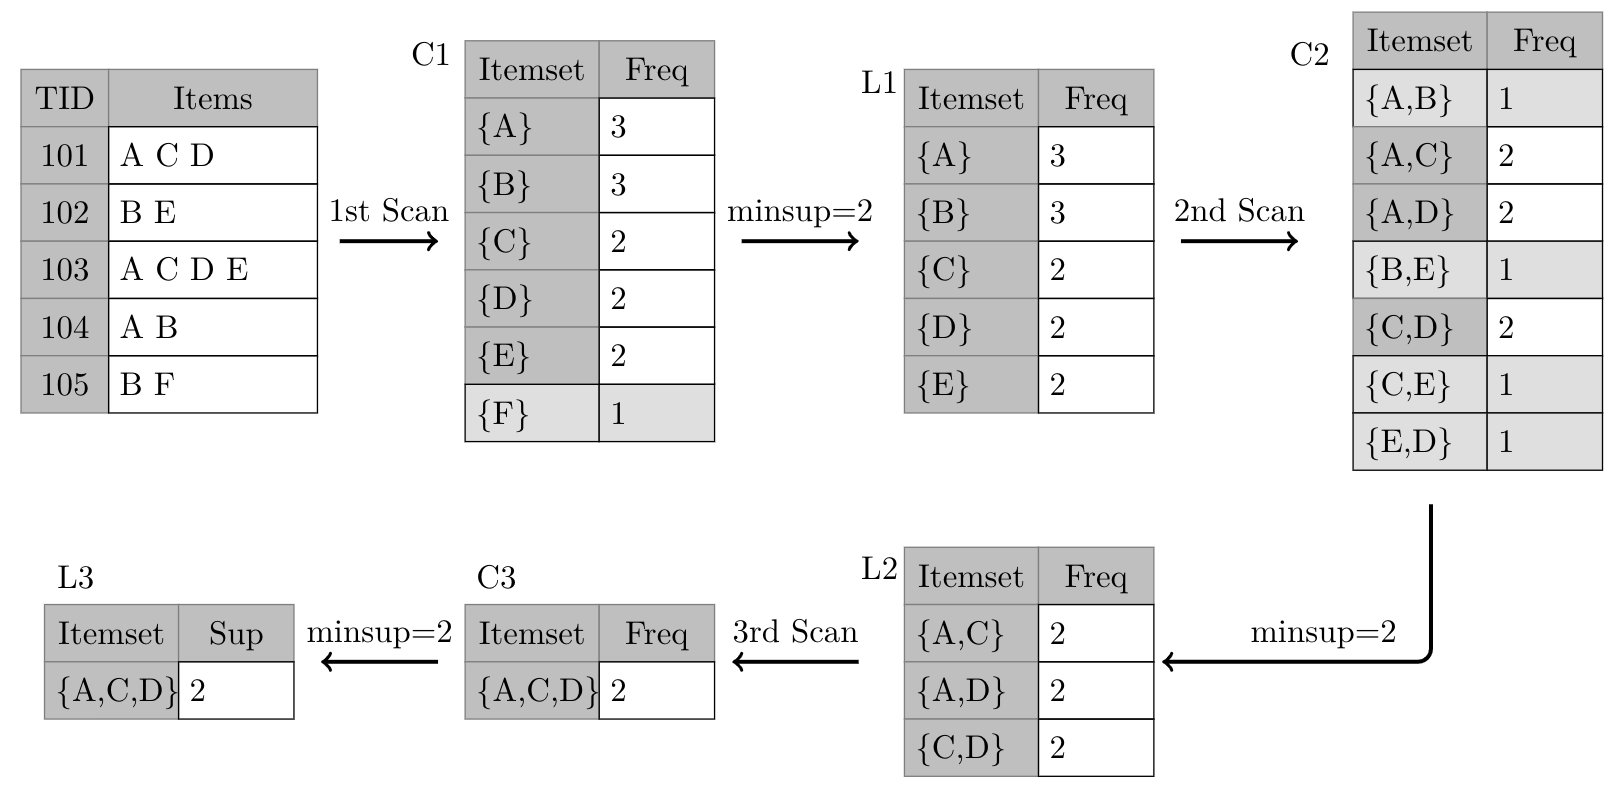 TID Items
101 A C D
102 B E
103 A C D E
104 A B
105 B F
1st Scan
C1
Itemset Freq
{A} 3
{B} 3
{C} 2
{D} 2
{E} 2
{F} 1
minsup=2
L1
Itemset Freq
{A} 3
{B} 3
{C} 2
{D} 2
{E} 2
2nd Scan
C2
Itemset Freq
{A,B} 1
{A,C} 2
{A,D} 2
{B,E} 1
{C,D} 2
{C,E} 1
{E,D} 1
minsup=2
L2
Itemset Freq
{A,C} 2
{A,D} 2
{C,D} 2
3rd Scan
C3
Itemset Freq
{A,C,D} 2
minsup=2
L3
Itemset Sup
{A,C,D} 2